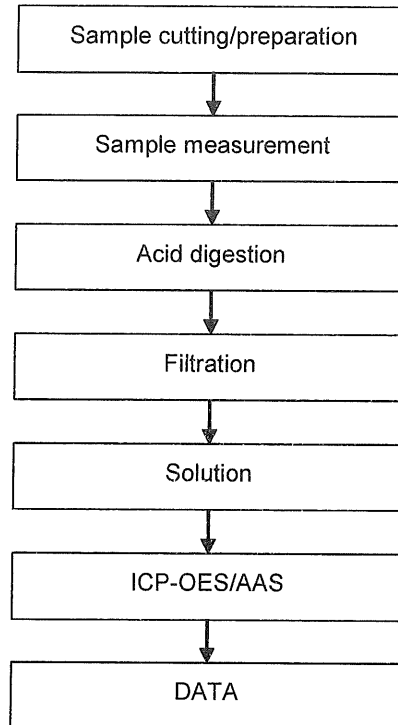 Sample cutting/preparation
Sample measurement
Acid digestion
Filtration
Solution
ICP-OES/AAS
DATA